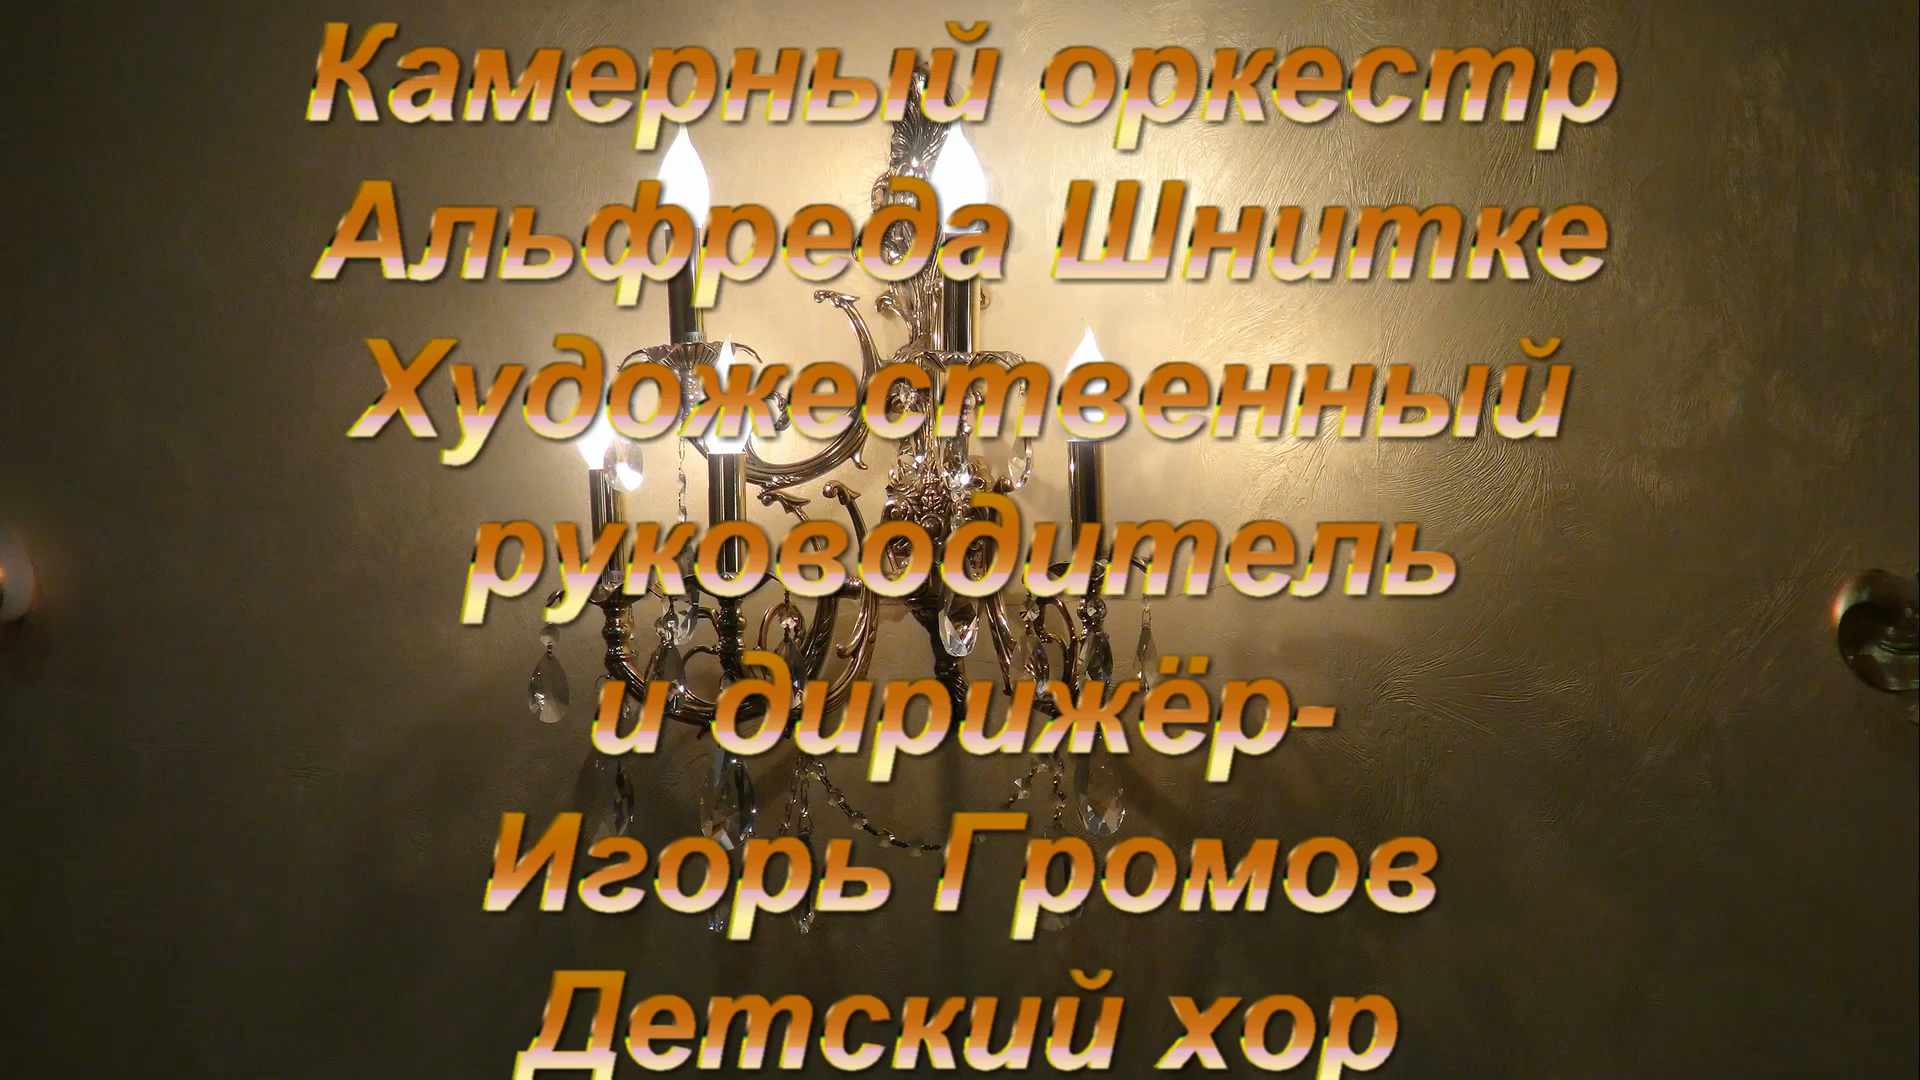 Камерный оркестр
Альфреда Шнитке
Художественный
руководитель
и дирижёр-
Игорь Громов
Детский хор